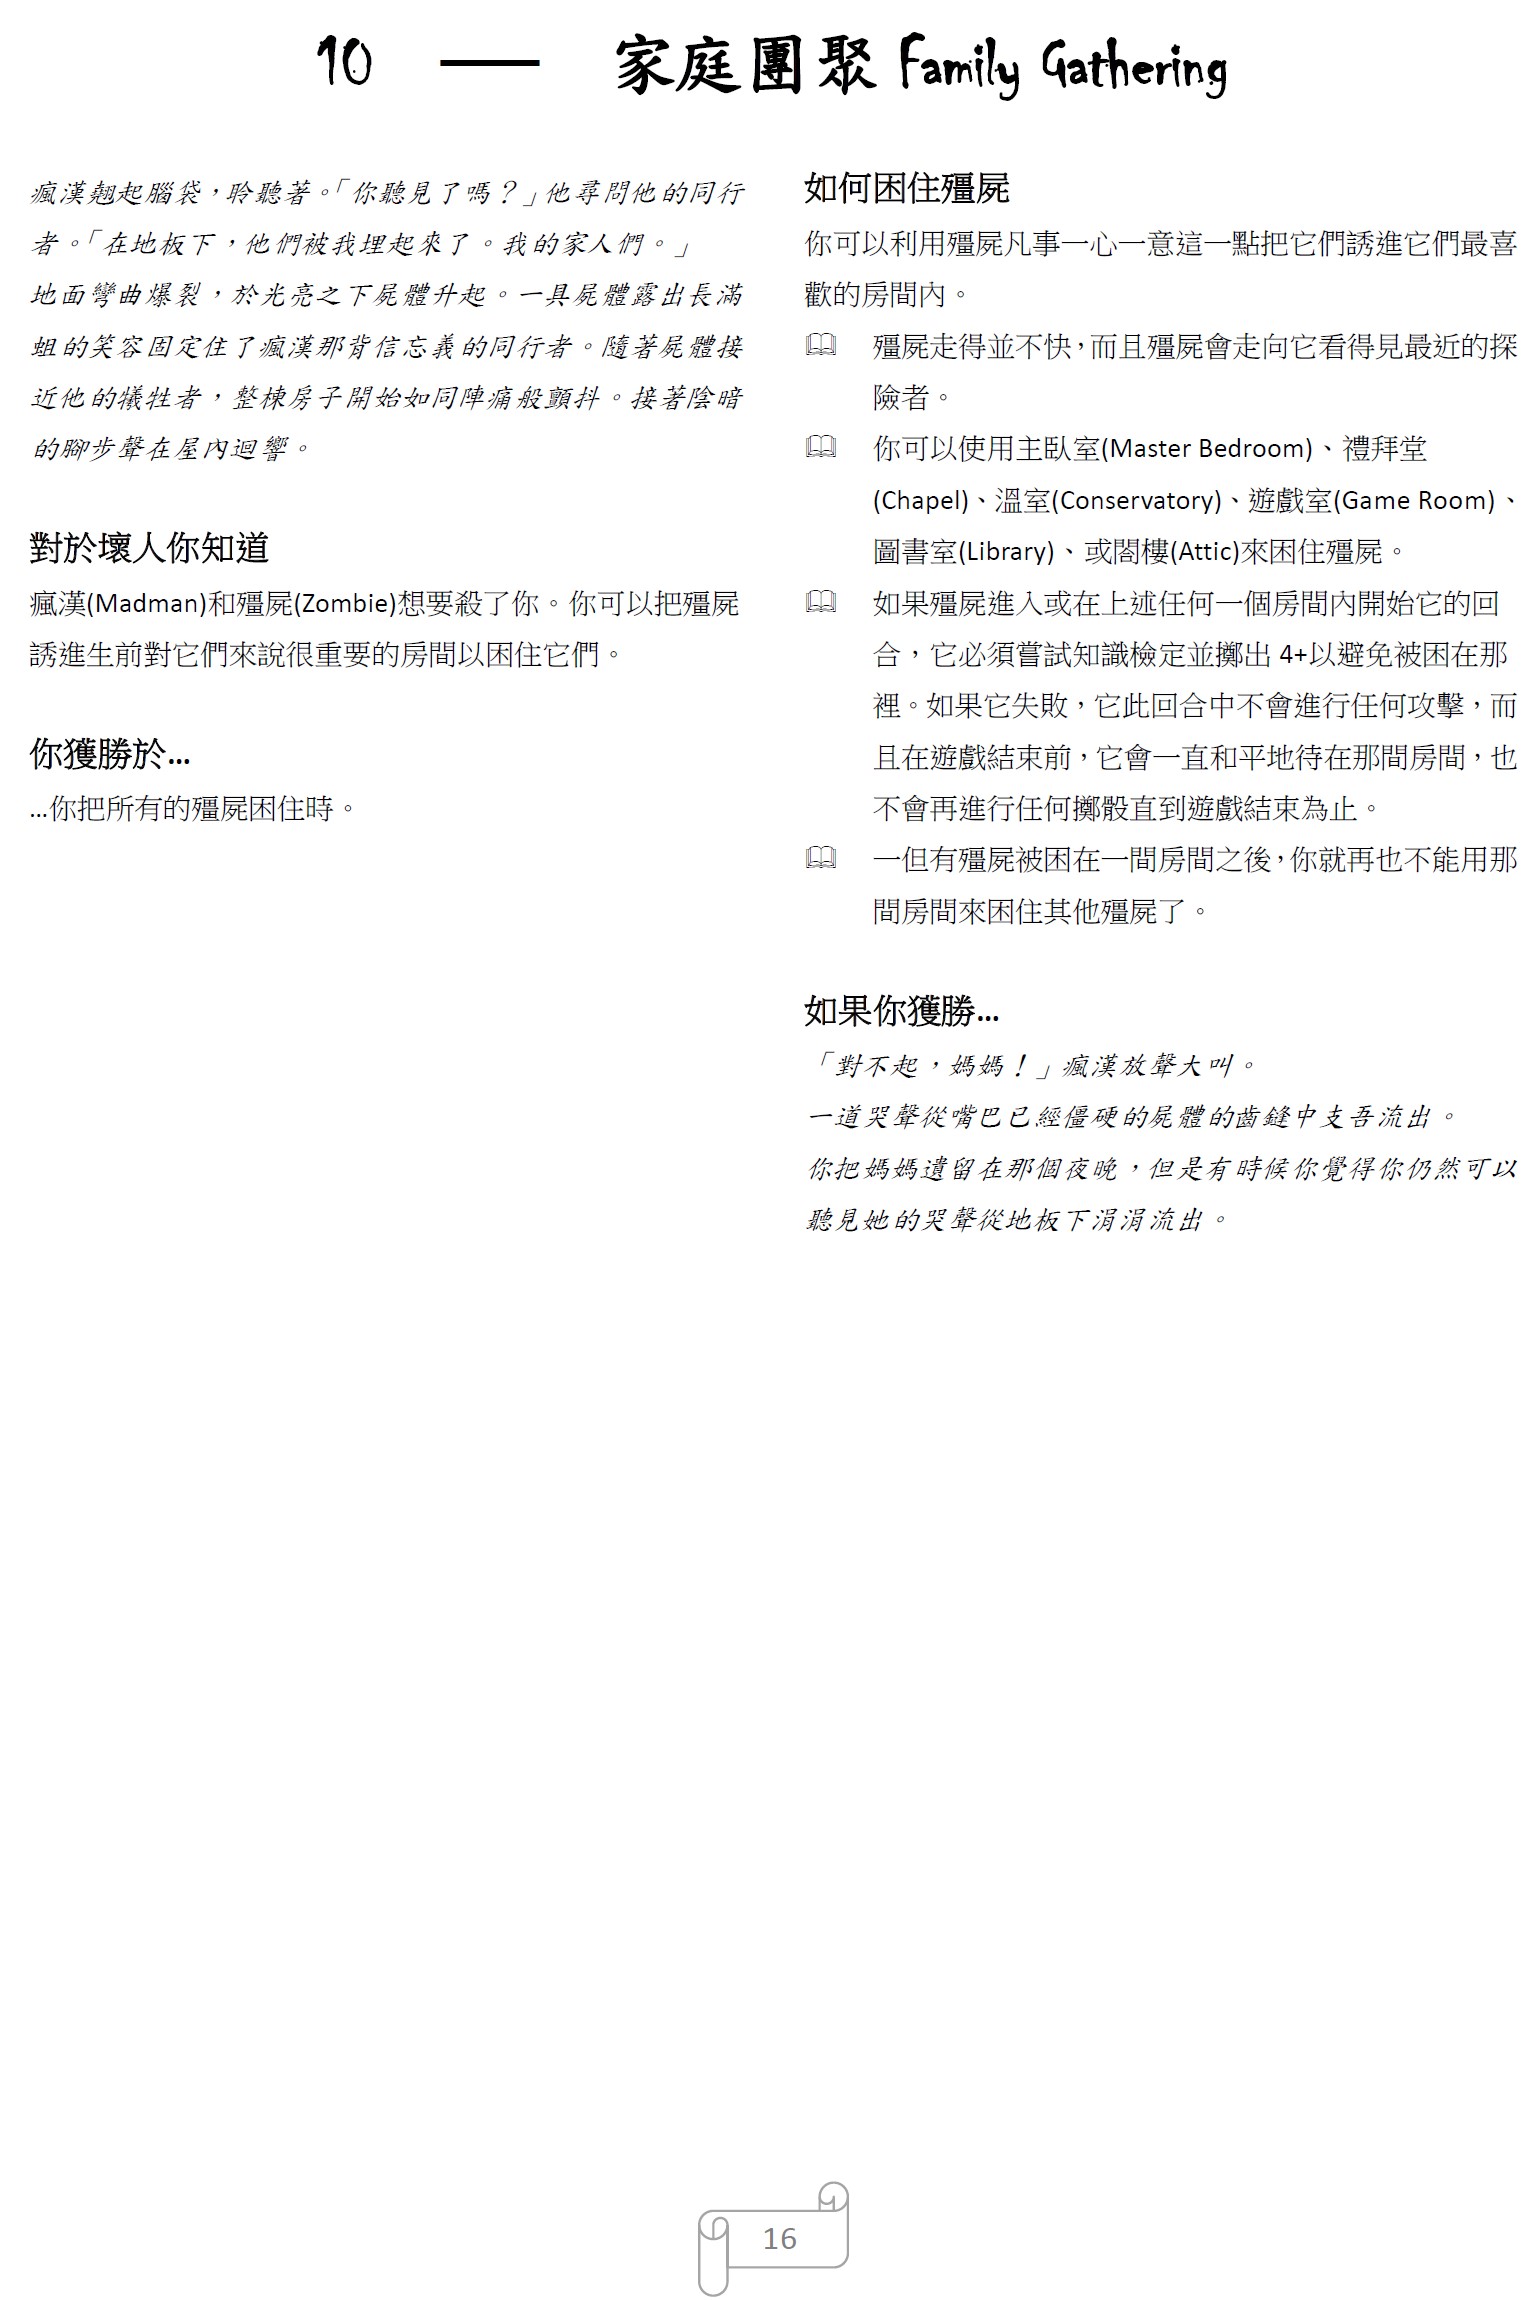 10 — 家庭團聚 Family Gathering
瘋漢翹起腦袋，聆聽著。「你聽見了嗎？」他尋問他的同行
者。「在地板下，他們被我埋起來了。我的家人們。」
地面彎曲爆裂，於光亮之下屍體升起。一具屍體露出長滿
蛆的笑容固定住了瘋漢那背信忘義的同行者。隨著屍體接
近他的犧牲者，整棟房子開始如同陣痛般顫抖。接著陰暗
的腳步聲在屋內迴響。
對於壞人你知道
瘋漢(Madman)和殭屍(Zombie)想要殺了你。你可以把殭屍
誘進生前對它們來說很重要的房間以困住它們。
你獲勝於…
…你把所有的殭屍困住時。
如何困住殭屍
你可以利用殭屍凡事一心一意這一點把它們誘進它們最喜
歡的房間內。
殭屍走得並不快，而且殭屍會走向它看得見最近的探
險者。
你可以使用主臥室(Master Bedroom)、禮拜堂
(Chapel)、溫室(Conservatory)、遊戲室(Game Room)、
圖書室(Library)、或閣樓(Attic)來困住殭屍。
如果殭屍進入或在上述任何一個房間內開始它的回
合，它必須嘗試知識檢定並擲出 4+以避免被困在那
裡。如果它失敗，它此回合中不會進行任何攻擊，而
且在遊戲結束前，它會一直和平地待在那間房間，也
不會再進行任何擲骰直到遊戲結束為止。
一但有殭屍被困在一間房間之後，你就再也不能用那
間房間來困住其他殭屍了。
如果你獲勝…
「對不起，媽媽！」瘋漢放聲大叫。
一道哭聲從嘴巴已經僵硬的屍體的齒縫中支吾流出。
你把媽媽遺留在那個夜晚，但是有時候你覺得你仍然可以
聽見她的哭聲從地板下涓涓流出。
16